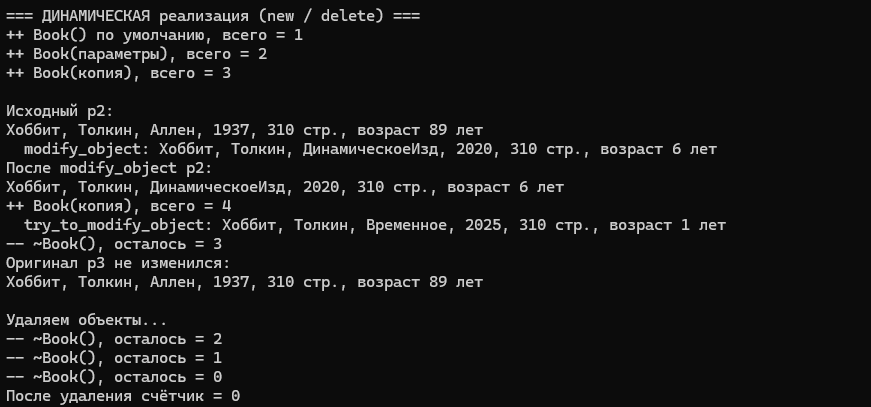 === ДИНАМИЧЕСКАЯ реализация (new / delete) ===
++ Book() по умолчанию, всего = 1
++ Book(параметры), всего = 2
++ Book(копия), всего = 3
Исходный p2:
Хоббит, Толкин, Аллен, 1937, 310 стр., возраст 89 лет
  modify_object: Хоббит, Толкин, ДинамическоеИзд, 2020, 310 стр., возраст 6 лет
После modify_object p2:
Хоббит, Толкин, ДинамическоеИзд, 2020, 310 стр., возраст 6 лет
++ Book(копия), всего = 4
  try_to_modify_object: Хоббит, Толкин, Временное, 2025, 310 стр., возраст 1 лет
-- ~Book(), осталось = 3
Оригинал p3 не изменился:
Хоббит, Толкин, Аллен, 1937, 310 стр., возраст 89 лет
Удаляем объекты...
-- ~Book(), осталось = 2
-- ~Book(), осталось = 1
-- ~Book(), осталось = 0
После удаления счётчик = 0